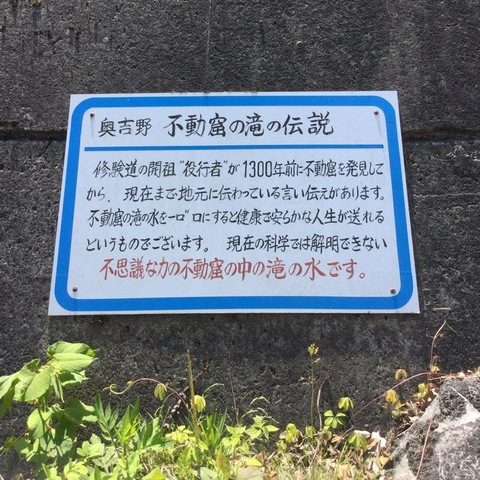 奥吉野 不動窟の滝の伝説
修験道の開祖"役行者"が1300年前に不動窟を発見して
から、現在まで地元に伝わっている言い伝えがあります。
不動窟の滝の水を一口"口にすると健康で安らかな人生が送れる
というものでございます。現在の科学では解明できない
不思議な力の不動窟の中の滝の水です。